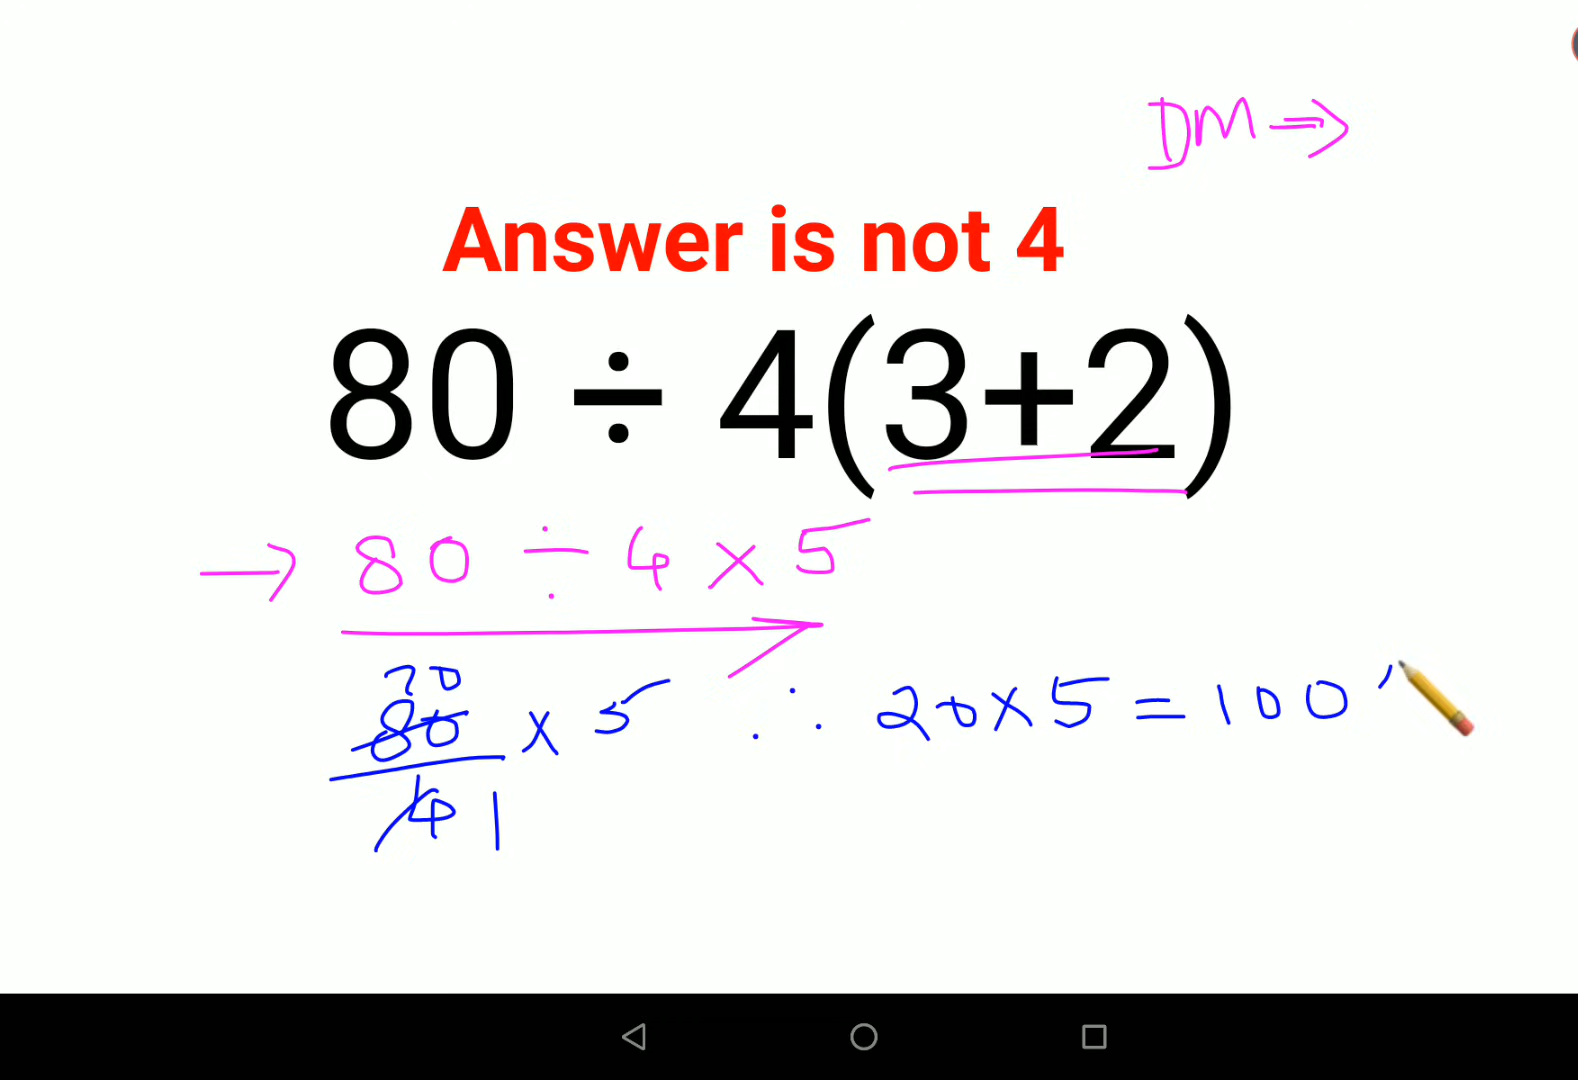 DM ⇒
Answer is not 4
80 ÷ 4(3+2)
→ 80 ÷ 4 × 5
20
80 × 5 ∴ 20×5 = 100
4 1